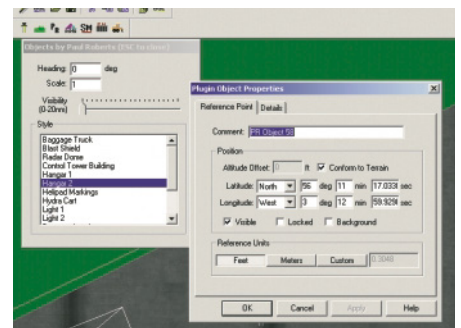 SM
Objects by Paul Roberts (ESC to close)
Heading: 0 deg
Scale: 1
Visibility
(0-20nm)
Style
Baggage Truck
Blast Shield
Radar Dome
Control Tower Building
Hangar 1
Hangar 2
Helipad Markings
Hydra Cart
Light 1
Light 2
Plugin Object Properties
Reference Point Details
Comment: PR Object 58
Position
Altitude Offset: 0 ft Conform to Terrain
Latitude: North 56 deg 11 min sec
Longitude: West 3 deg 12 min sec
Visible Locked Background
Reference Units
Feet Meters Custom 0.3048
OK Cancel Apply Help